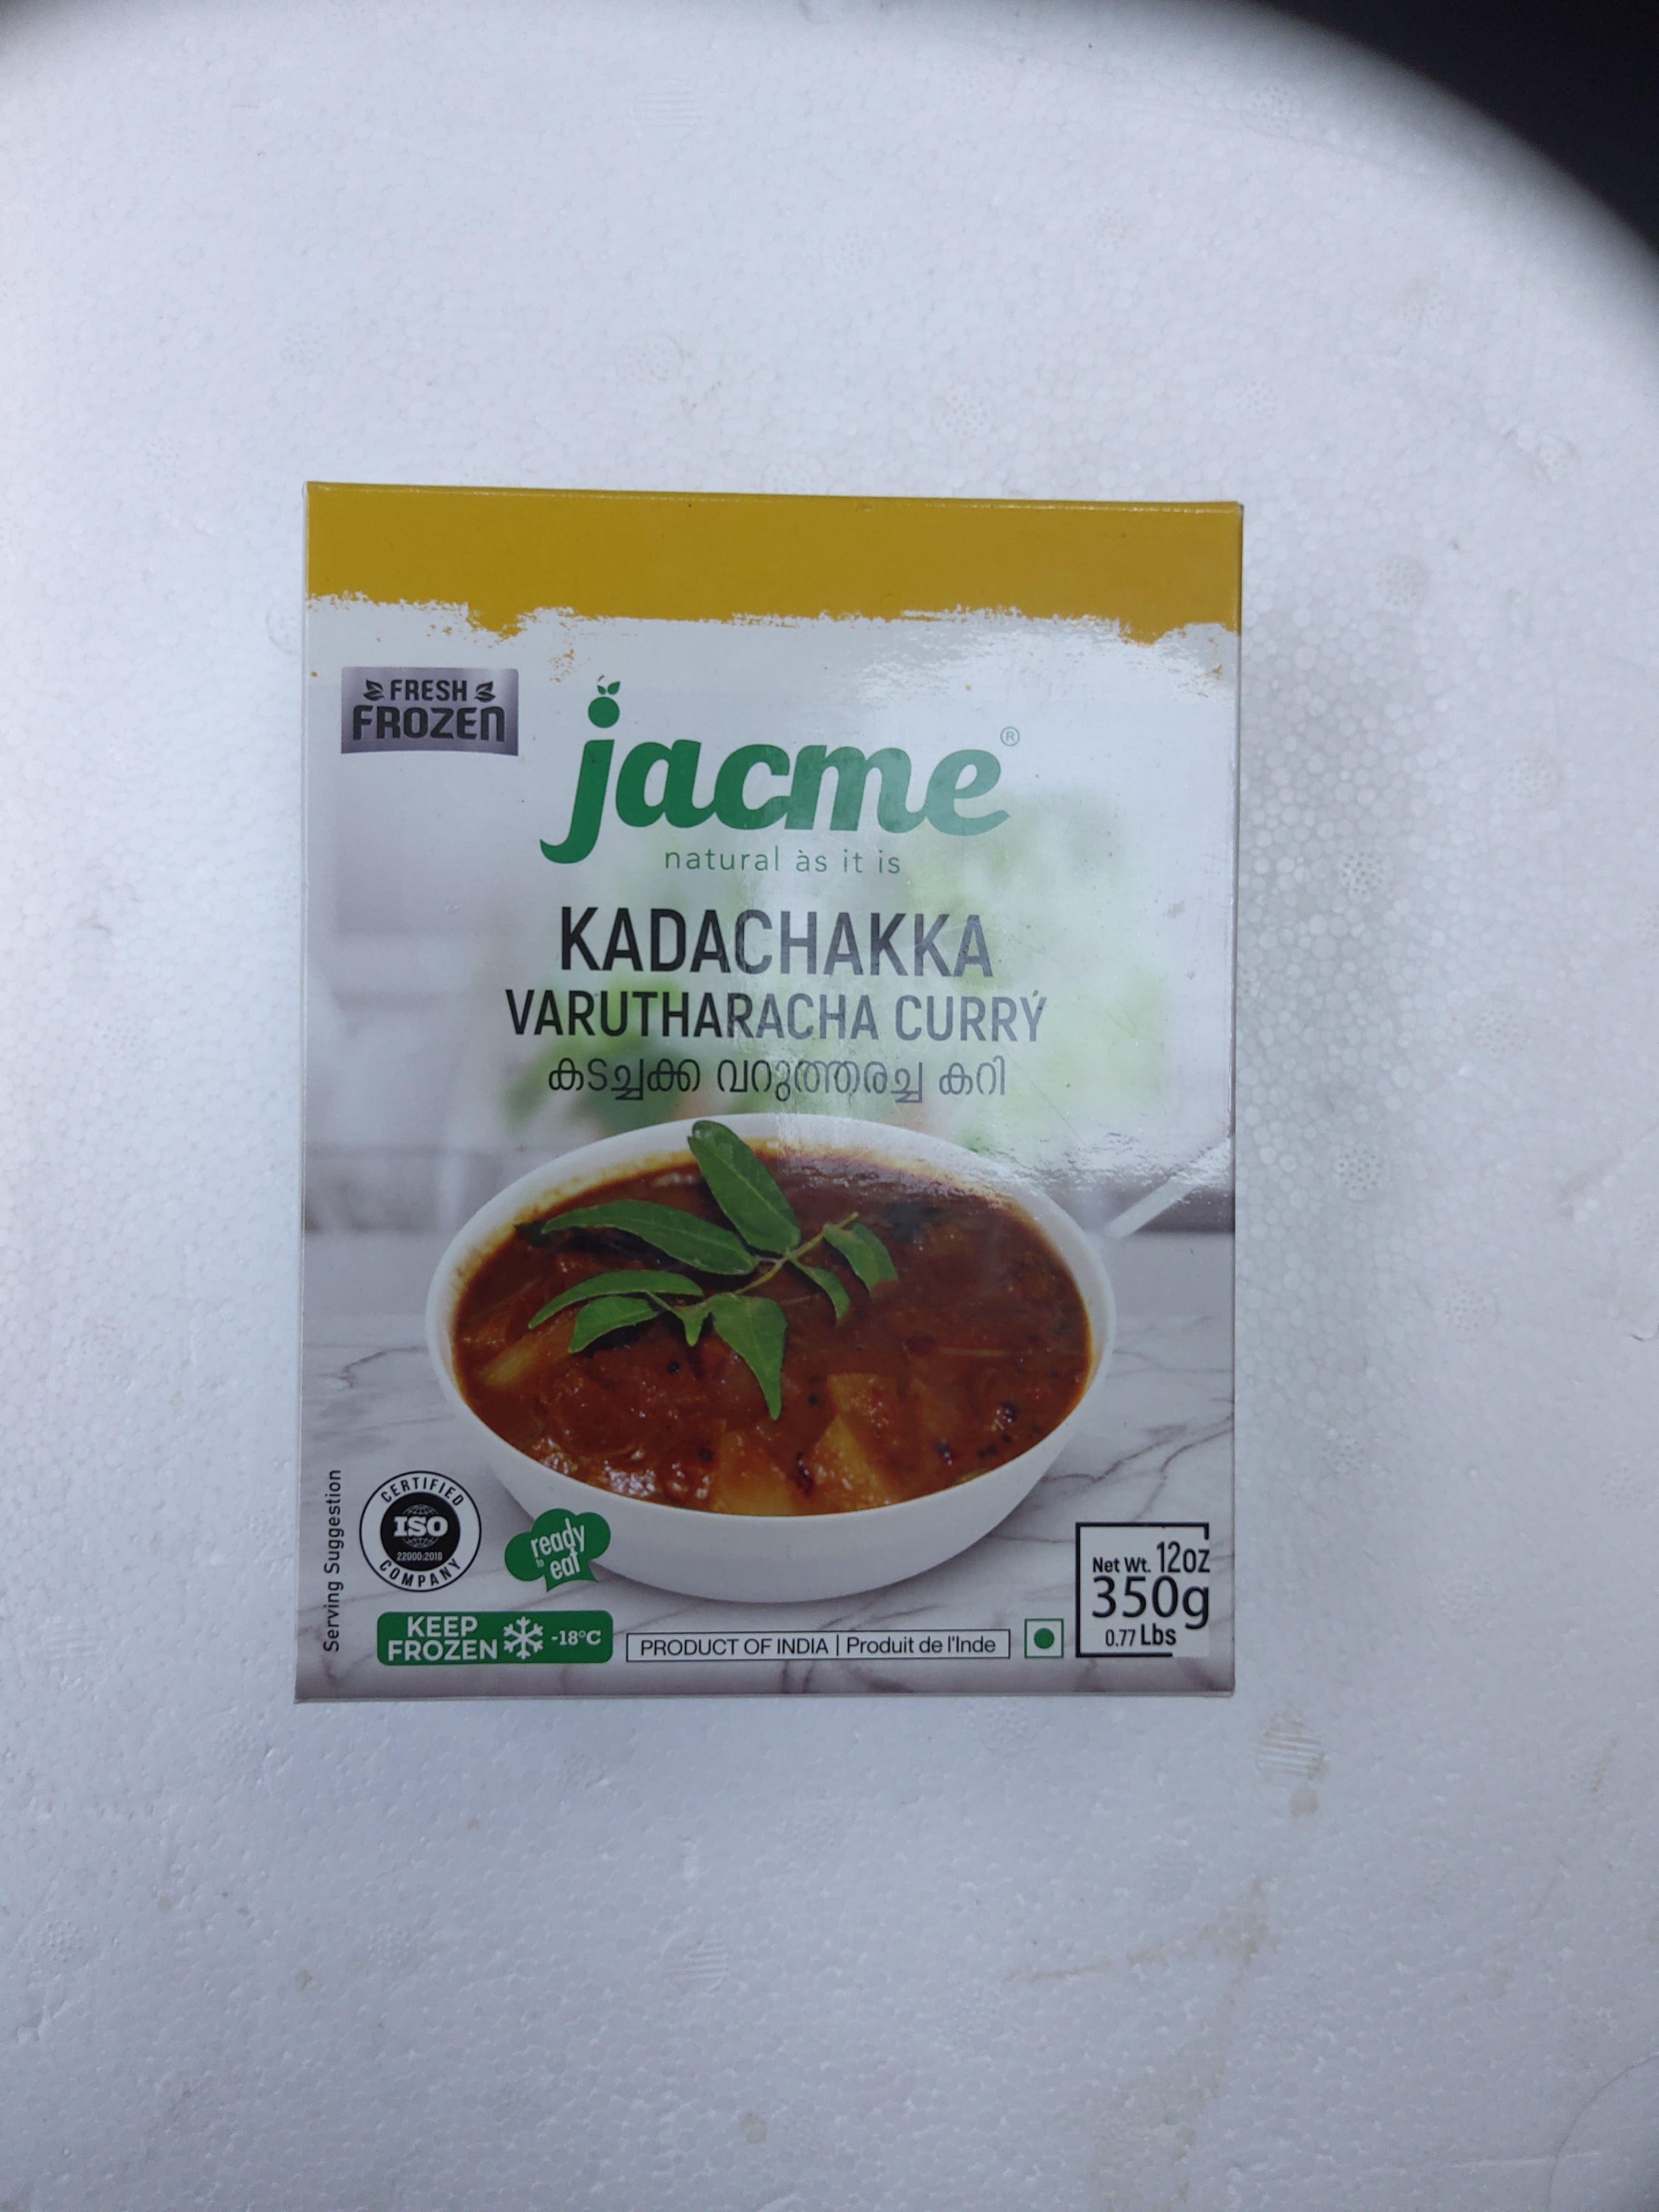 FRESH
FROZEN
jacme®
natural as it is
KADACHAKKA
VARUTHARACHA CURRY
കടച്ചക്ക വറുത്തരച്ച കറി
Serving Suggestion
CERTIFIED
ISO
22000:2018
COMPANY
ready
to
eat
KEEP
FROZEN
-18°C
PRODUCT OF INDIA | Produit de l'Inde
Net Wt. 12oz
350g
0.77 Lbs